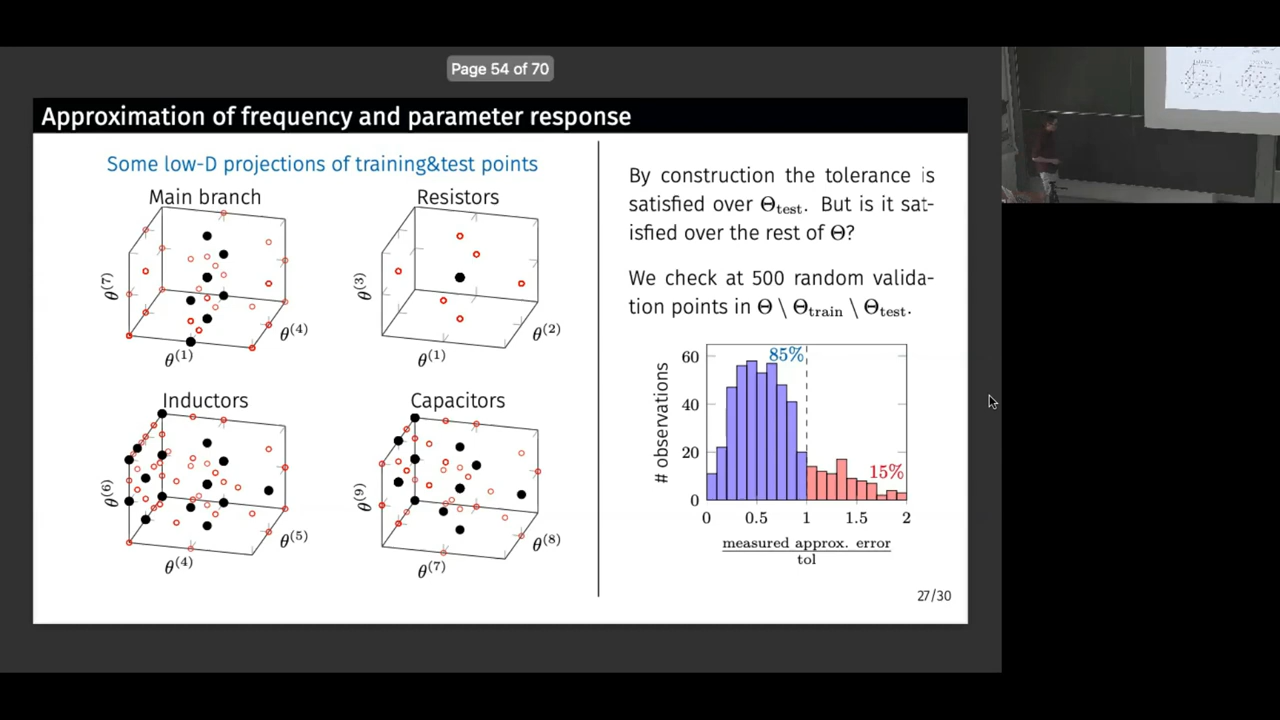 Page 54 of 70
Approximation of frequency and parameter response
Some low-D projections of training&test points
Main branch
θ(7)
θ(4)
θ(1)
Resistors
θ(3)
θ(2)
θ(1)
Inductors
θ(6)
θ(5)
θ(4)
Capacitors
θ(9)
θ(8)
θ(7)
By construction the tolerance is
satisfied over Θtest. But is it sat-
isfied over the rest of Θ?
We check at 500 random valida-
tion points in Θ \ Θtrain \ Θtest.
# observations
60
40
20
0
85%
15%
0 0.5 1 1.5 2
measured approx. error
tol
27/30